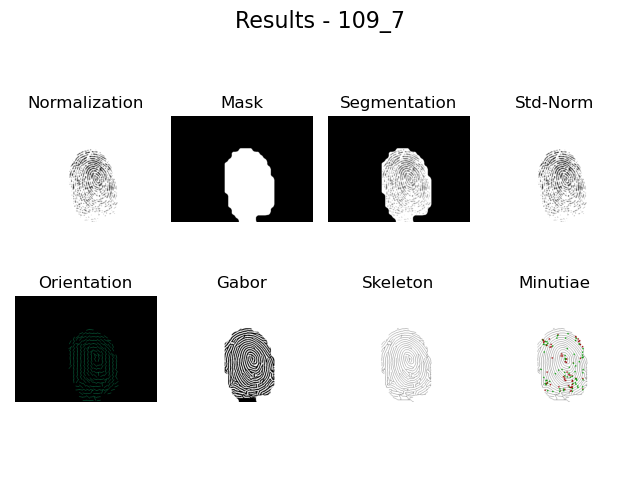 Results - 109_7
Normalization
Mask
Segmentation
Std-Norm
Orientation
Gabor
Skeleton
Minutiae